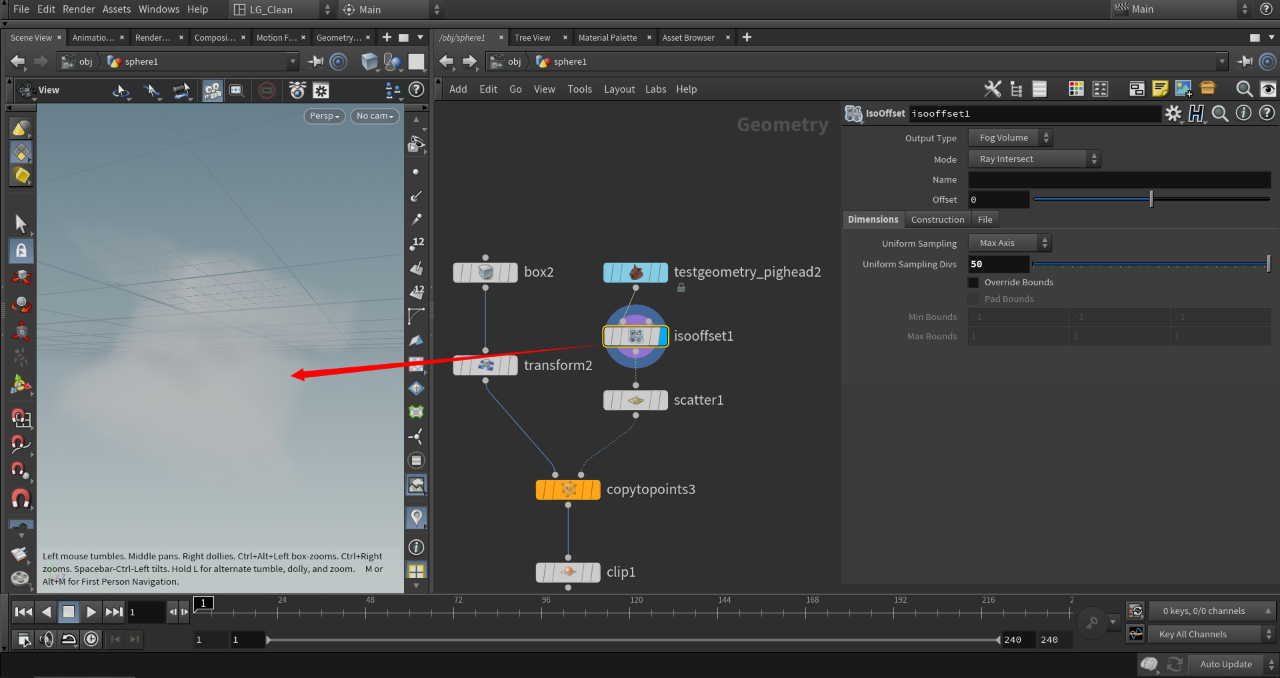 File Edit Render Assets Windows Help LG_Clean Main Main
Scene View Animatio... Render... Composi... Motion F... Geometry...
/obj/sphere1 Tree View Material Palette Asset Browser
obj sphere1
obj sphere1
View
Add Edit Go View Tools Layout Labs Help
Persp No cam
Geometry
IsoOffset isooffset1
Output Type Fog Volume
Mode Ray Intersect
Name
Offset 0
Dimensions Construction File
Uniform Sampling Max Axis
Uniform Sampling Divs 50
Override Bounds
Pad Bounds
Min Bounds -1 -1 -1
Max Bounds 1 1 1
12
12
box2
testgeometry_pighead2
isooffset1
transform2
scatter1
copytopoints3
clip1
Left mouse tumbles. Middle pans. Right dollies. Ctrl+Alt+Left box-zooms. Ctrl+Right
zooms. Spacebar-Ctrl-Left tilts. Hold L for alternate tumble, dolly, and zoom. M or
Alt+M for First Person Navigation.
1 1 24 48 72 96 120 144 168 192 216 2
0 keys, 0/0 channels
1 1 240 240
Key All Channels
Auto Update